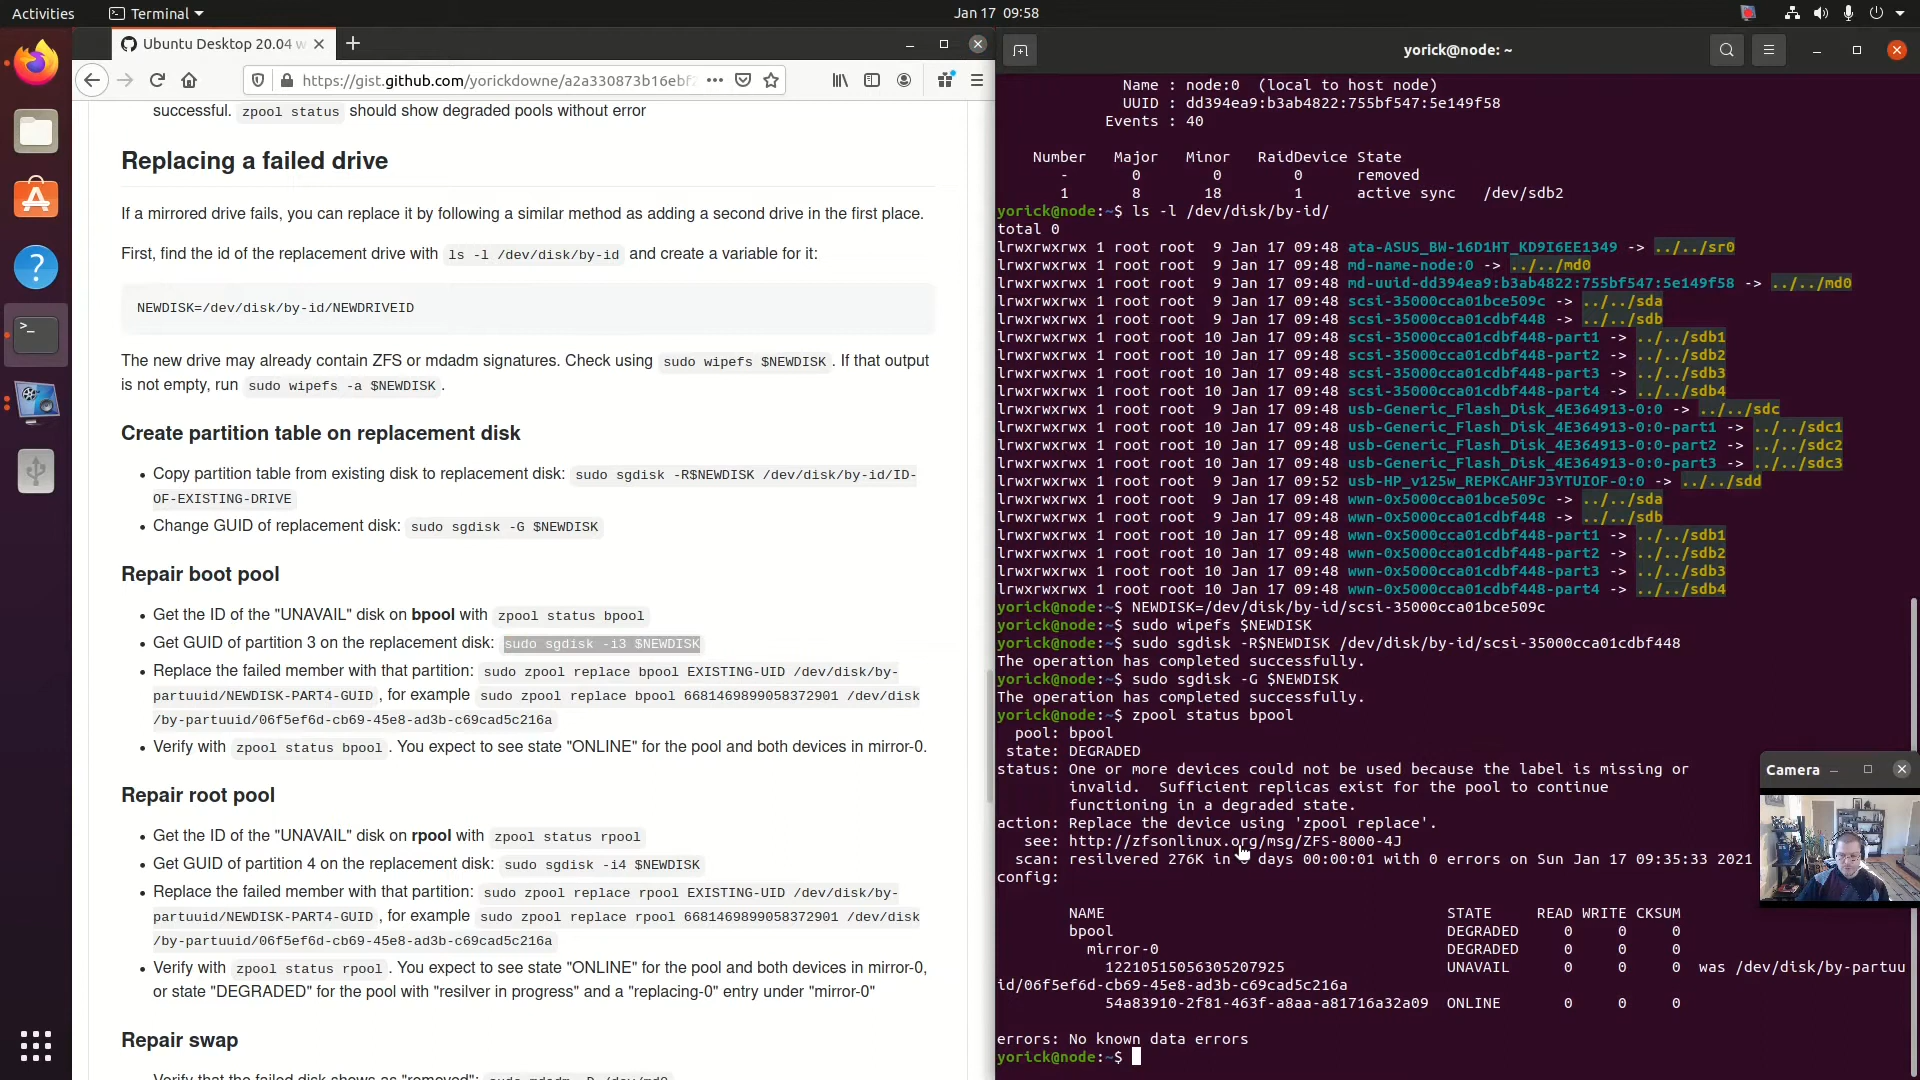 Activities
Terminal
Jan 17 09:58
Ubuntu Desktop 20.04 w
https://gist.github.com/yorickdowne/a2a330873b16ebf
successful. zpool status should show degraded pools without error
Replacing a failed drive
If a mirrored drive fails, you can replace it by following a similar method as adding a second drive in the first place.
First, find the id of the replacement drive with ls -l /dev/disk/by-id and create a variable for it:
NEWDISK=/dev/disk/by-id/NEWDRIVEID
The new drive may already contain ZFS or mdadm signatures. Check using sudo wipefs $NEWDISK. If that output
is not empty, run sudo wipefs -a $NEWDISK.
Create partition table on replacement disk
• Copy partition table from existing disk to replacement disk: sudo sgdisk -R$NEWDISK /dev/disk/by-id/ID-
OF-EXISTING-DRIVE
• Change GUID of replacement disk: sudo sgdisk -G $NEWDISK
Repair boot pool
• Get the ID of the "UNAVAIL" disk on bpool with zpool status bpool
• Get GUID of partition 3 on the replacement disk: sudo sgdisk -i3 $NEWDISK
• Replace the failed member with that partition: sudo zpool replace bpool EXISTING-UID /dev/disk/by-
partuuid/NEWDISK-PART4-GUID, for example sudo zpool replace bpool 6681469899058372901 /dev/disk
/by-partuuid/06f5ef6d-cb69-45e8-ad3b-c69cad5c216a
• Verify with zpool status bpool. You expect to see state "ONLINE" for the pool and both devices in mirror-0.
Repair root pool
• Get the ID of the "UNAVAIL" disk on rpool with zpool status rpool
• Get GUID of partition 4 on the replacement disk: sudo sgdisk -i4 $NEWDISK
• Replace the failed member with that partition: sudo zpool replace rpool EXISTING-UID /dev/disk/by-
partuuid/NEWDISK-PART4-GUID, for example sudo zpool replace rpool 6681469899058372901 /dev/disk
/by-partuuid/06f5ef6d-cb69-45e8-ad3b-c69cad5c216a
• Verify with zpool status rpool. You expect to see state "ONLINE" for the pool and both devices in mirror-0,
or state "DEGRADED" for the pool with "resilver in progress" and a "replacing-0" entry under "mirror-0"
Repair swap
Verify that the failed disk shows as "removed": sudo mdadm -D /dev/md0
yorick@node: ~
Name : node:0 (local to host node)
UUID : dd394ea9:b3ab4822:755bf547:5e149f58
Events : 40
Number Major Minor RaidDevice State
- 0 0 0 removed
1 8 18 1 active sync /dev/sdb2
yorick@node:~$ ls -l /dev/disk/by-id/
total 0
lrwxrwxrwx 1 root root 9 Jan 17 09:48 ata-ASUS_BW-16D1HT_KD9I6EE1349 -> ../../sr0
lrwxrwxrwx 1 root root 9 Jan 17 09:48 md-name-node:0 -> ../../md0
lrwxrwxrwx 1 root root 9 Jan 17 09:48 md-uuid-dd394ea9:b3ab4822:755bf547:5e149f58 -> ../../md0
lrwxrwxrwx 1 root root 9 Jan 17 09:48 scsi-35000cca01bce509c -> ../../sda
lrwxrwxrwx 1 root root 9 Jan 17 09:48 scsi-35000cca01cdbf448 -> ../../sdb
lrwxrwxrwx 1 root root 10 Jan 17 09:48 scsi-35000cca01cdbf448-part1 -> ../../sdb1
lrwxrwxrwx 1 root root 10 Jan 17 09:48 scsi-35000cca01cdbf448-part2 -> ../../sdb2
lrwxrwxrwx 1 root root 10 Jan 17 09:48 scsi-35000cca01cdbf448-part3 -> ../../sdb3
lrwxrwxrwx 1 root root 10 Jan 17 09:48 scsi-35000cca01cdbf448-part4 -> ../../sdb4
lrwxrwxrwx 1 root root 9 Jan 17 09:48 usb-Generic_Flash_Disk_4E364913-0:0 -> ../../sdc
lrwxrwxrwx 1 root root 10 Jan 17 09:48 usb-Generic_Flash_Disk_4E364913-0:0-part1 -> ../../sdc1
lrwxrwxrwx 1 root root 10 Jan 17 09:48 usb-Generic_Flash_Disk_4E364913-0:0-part2 -> ../../sdc2
lrwxrwxrwx 1 root root 10 Jan 17 09:48 usb-Generic_Flash_Disk_4E364913-0:0-part3 -> ../../sdc3
lrwxrwxrwx 1 root root 9 Jan 17 09:52 usb-HP_v125w_REPKCAHFJ3YTUIOF-0:0 -> ../../sdd
lrwxrwxrwx 1 root root 9 Jan 17 09:48 wwn-0x5000cca01bce509c -> ../../sda
lrwxrwxrwx 1 root root 9 Jan 17 09:48 wwn-0x5000cca01cdbf448 -> ../../sdb
lrwxrwxrwx 1 root root 10 Jan 17 09:48 wwn-0x5000cca01cdbf448-part1 -> ../../sdb1
lrwxrwxrwx 1 root root 10 Jan 17 09:48 wwn-0x5000cca01cdbf448-part2 -> ../../sdb2
lrwxrwxrwx 1 root root 10 Jan 17 09:48 wwn-0x5000cca01cdbf448-part3 -> ../../sdb3
lrwxrwxrwx 1 root root 10 Jan 17 09:48 wwn-0x5000cca01cdbf448-part4 -> ../../sdb4
yorick@node:~$ NEWDISK=/dev/disk/by-id/scsi-35000cca01bce509c
yorick@node:~$ sudo wipefs $NEWDISK
yorick@node:~$ sudo sgdisk -R$NEWDISK /dev/disk/by-id/scsi-35000cca01cdbf448
The operation has completed successfully.
yorick@node:~$ sudo sgdisk -G $NEWDISK
The operation has completed successfully.
yorick@node:~$ zpool status bpool
pool: bpool
state: DEGRADED
status: One or more devices could not be used because the label is missing or
invalid. Sufficient replicas exist for the pool to continue
functioning in a degraded state.
action: Replace the device using 'zpool replace'.
see: http://zfsonlinux.org/msg/ZFS-8000-4J
scan: resilvered 276K in days 00:00:01 with 0 errors on Sun Jan 17 09:35:33 2021
config:
NAME STATE READ WRITE CKSUM
bpool DEGRADED 0 0 0
mirror-0 DEGRADED 0 0 0
12210515056305207925 UNAVAIL 0 0 0 was /dev/disk/by-partuu
id/06f5ef6d-cb69-45e8-ad3b-c69cad5c216a
54a83910-2f81-463f-a8aa-a81716a32a09 ONLINE 0 0 0
errors: No known data errors
yorick@node:~$
Camera